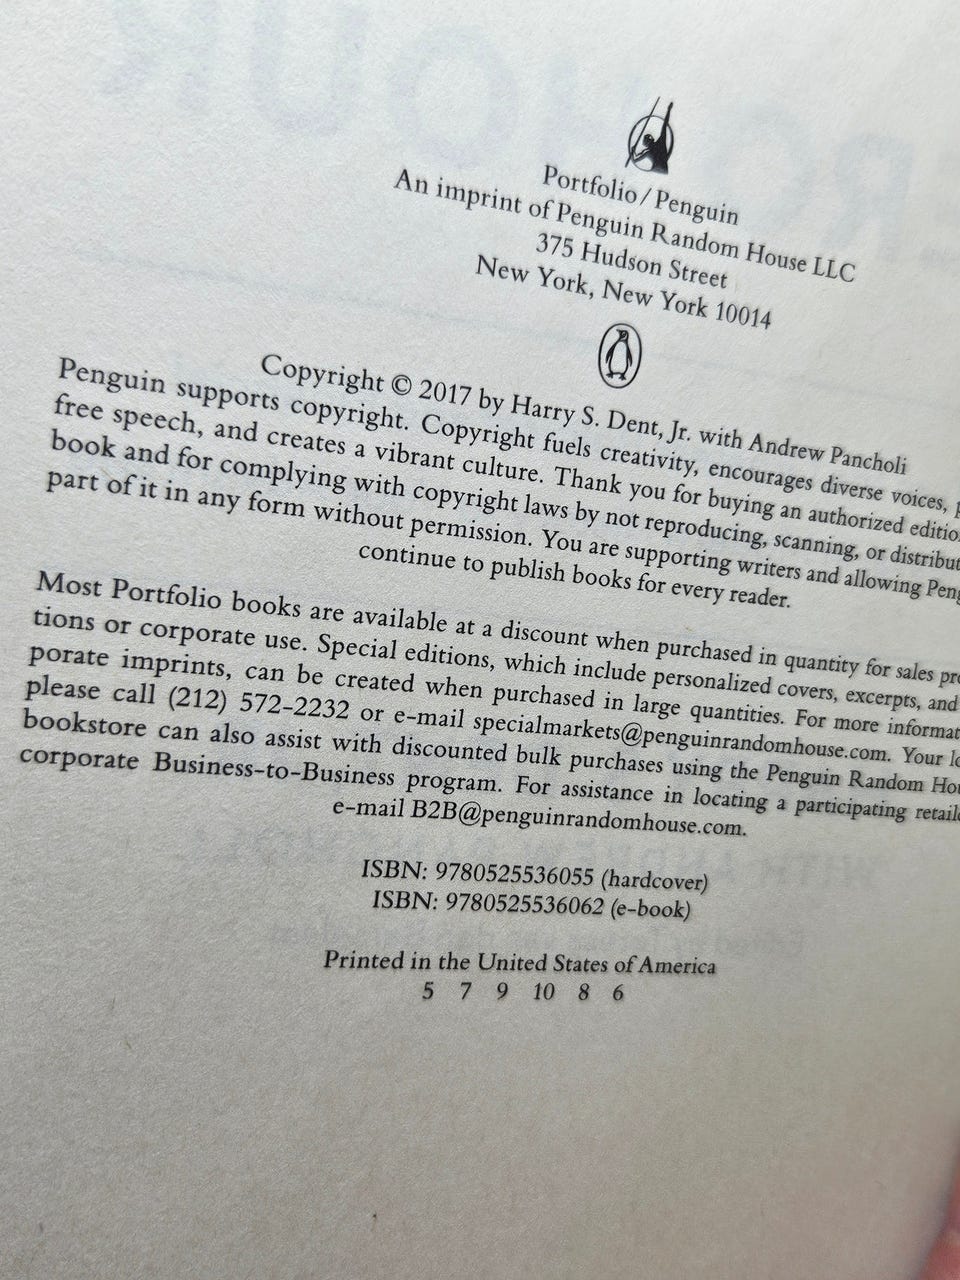 Portfolio/Penguin
An imprint of Penguin Random House LLC
375 Hudson Street
New York, New York 10014
Copyright © 2017 by Harry S. Dent, Jr. with Andrew Pancholi
Penguin supports copyright. Copyright fuels creativity, encourages diverse voices, p
free speech, and creates a vibrant culture. Thank you for buying an authorized editio
book and for complying with copyright laws by not reproducing, scanning, or distribut
part of it in any form without permission. You are supporting writers and allowing Peng
continue to publish books for every reader.
Most Portfolio books are available at a discount when purchased in quantity for sales pro
tions or corporate use. Special editions, which include personalized covers, excerpts, and
porate imprints, can be created when purchased in large quantities. For more informat
please call (212) 572-2232 or e-mail specialmarkets@penguinrandomhouse.com. Your lo
bookstore can also assist with discounted bulk purchases using the Penguin Random Hou
corporate Business-to-Business program. For assistance in locating a participating retaile
e-mail B2B@penguinrandomhouse.com.
ISBN: 9780525536055 (hardcover)
ISBN: 9780525536062 (e-book)
Printed in the United States of America
5 7 9 10 8 6